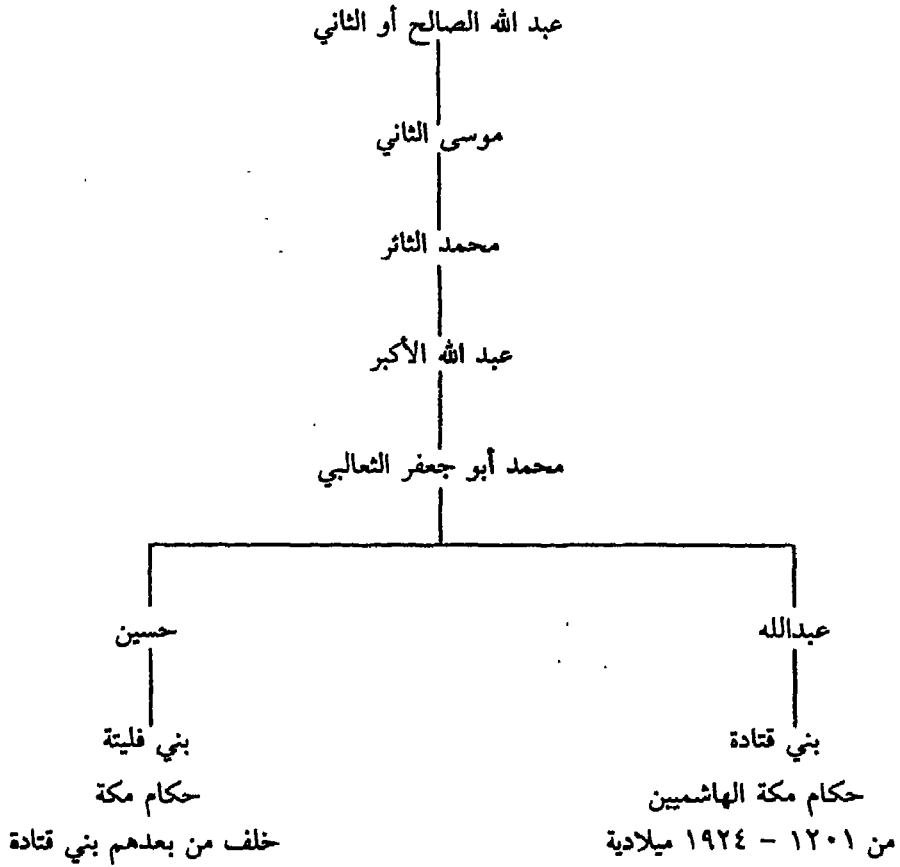 عبد الله الصالح أو الثاني
موسى الثاني
محمد الثائر
عبد الله الأكبر
محمد أبو جعفر الثعالبي
عبدالله
حسين
بني قتادة
بني فليتة
حكام مكة الهاشميين
حكام مكة
من ١٢٠١ - ١٩٢٤ ميلادية
خلف من بعدهم بني قتادة